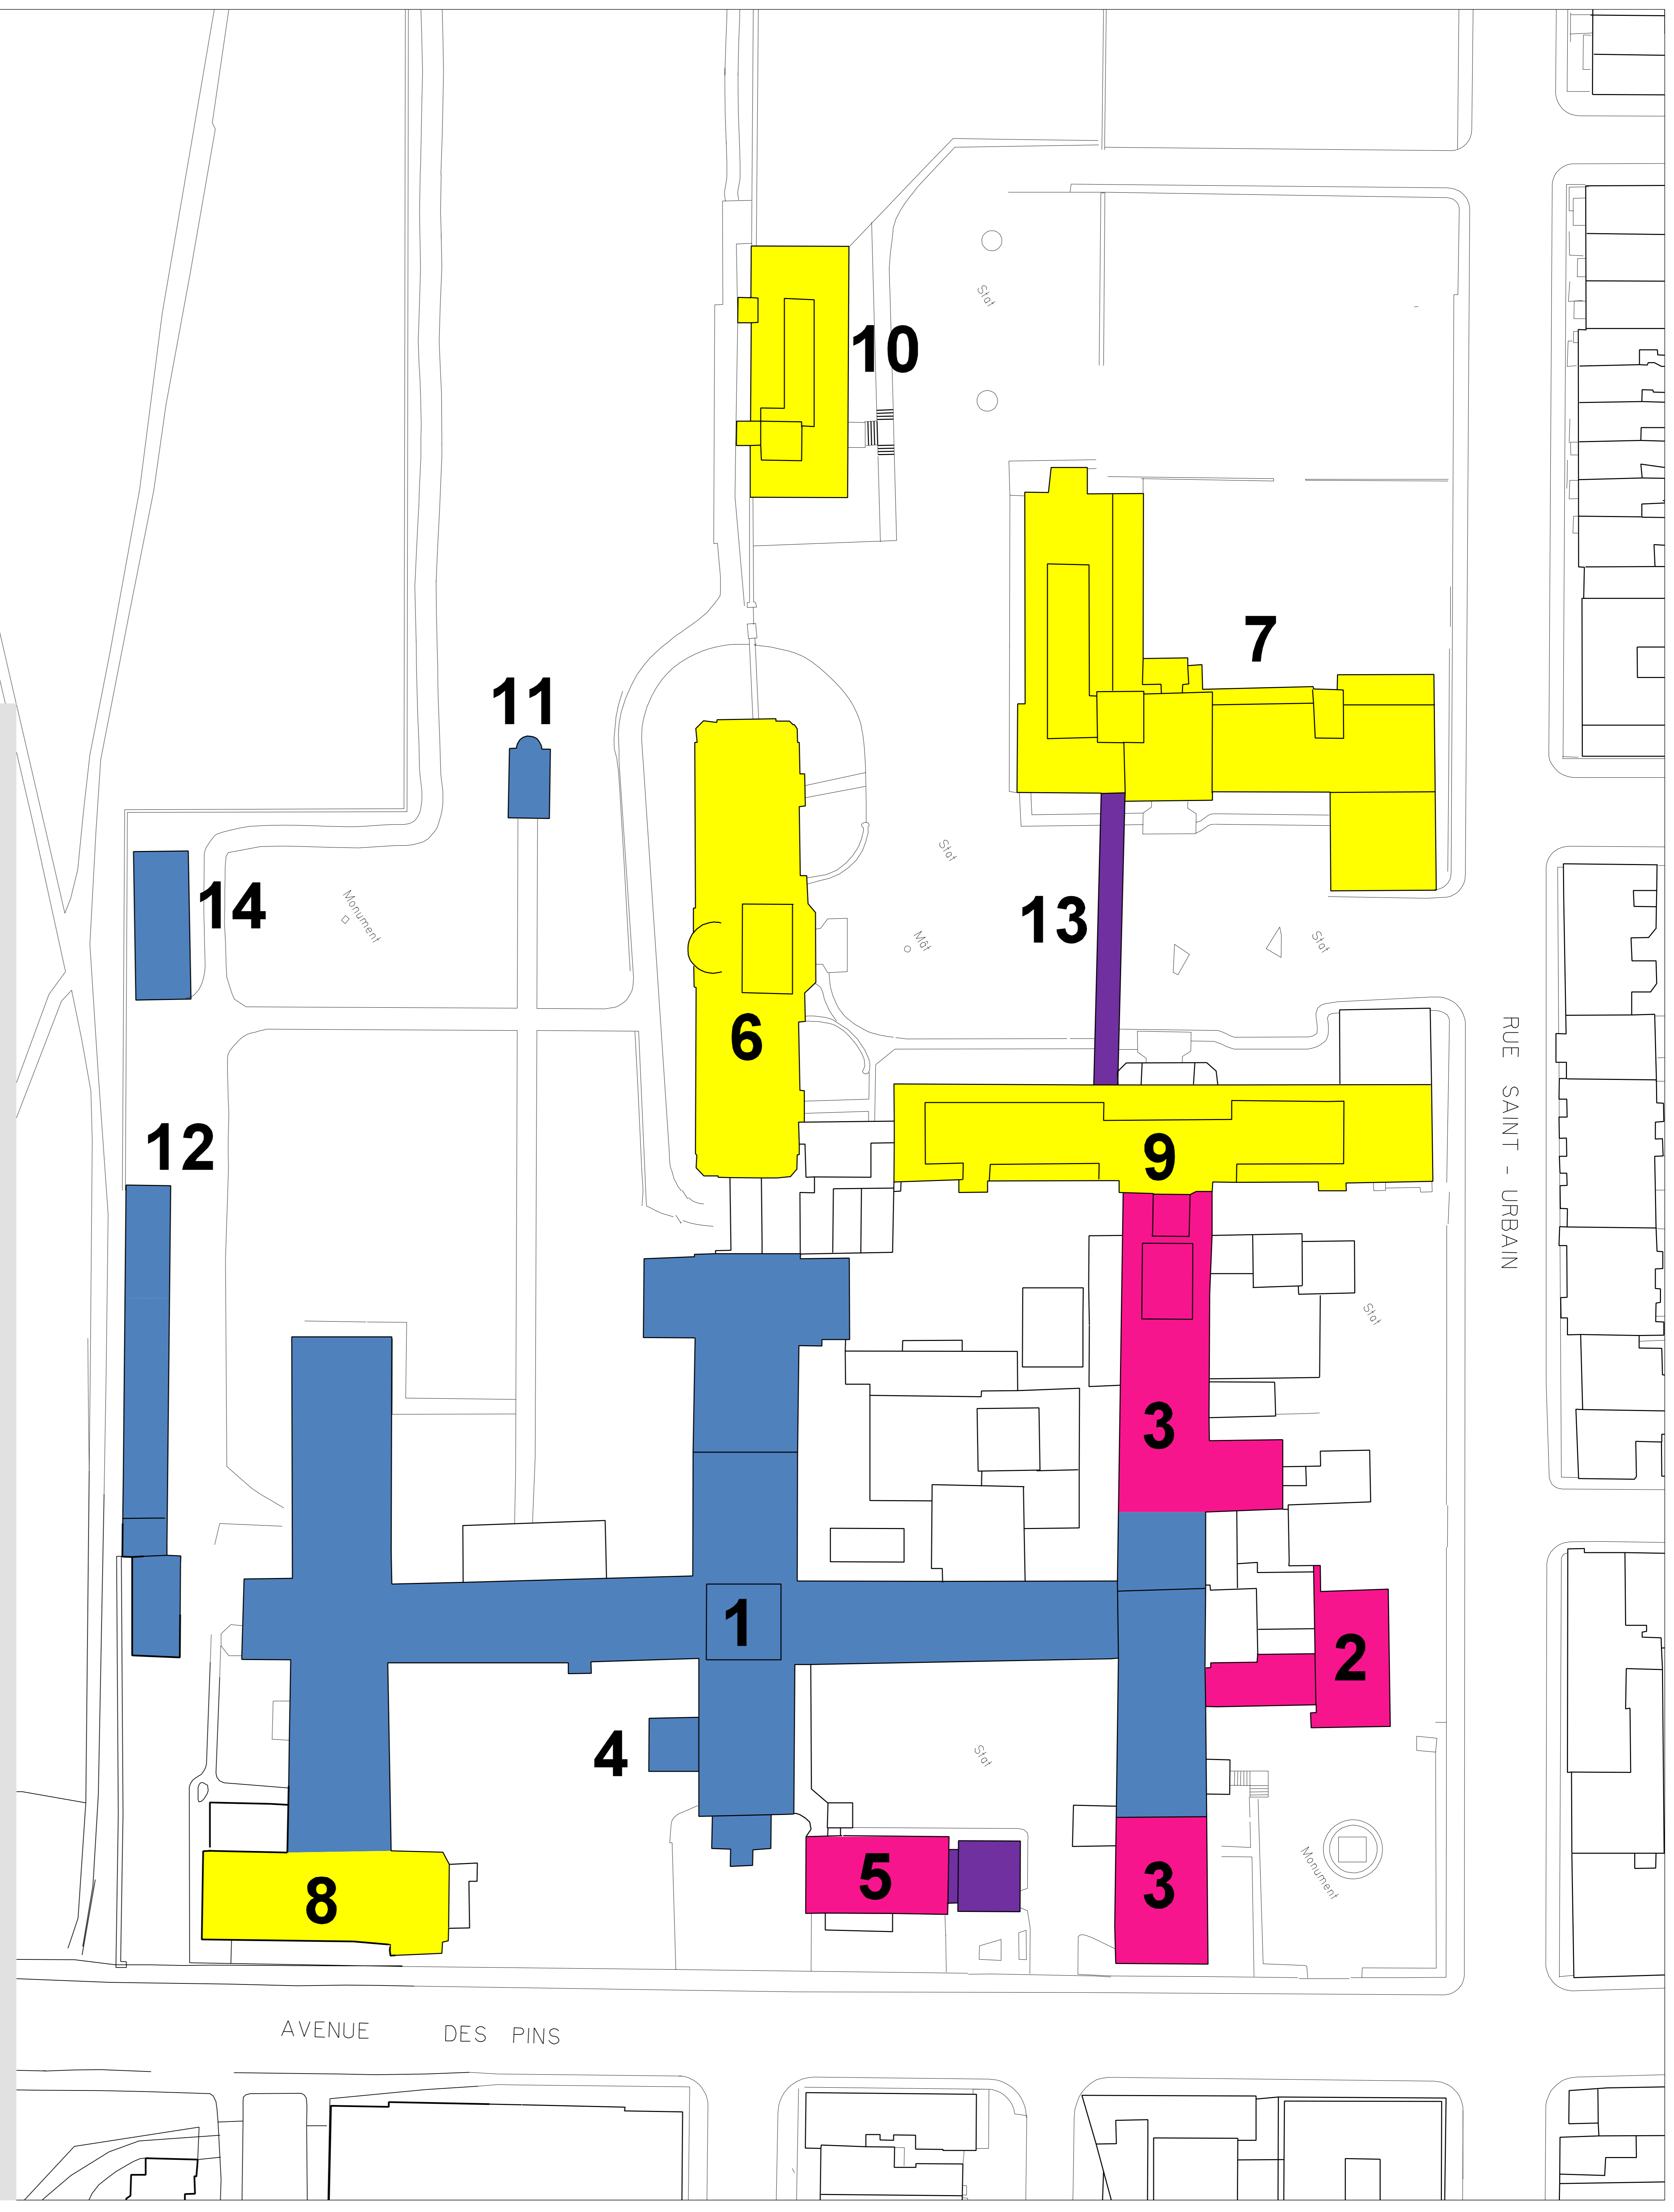 Stat
10
7
11
Stat
14
Monument
13
Mât
Stat
6
RUE SAINT - URBAIN
12
9
Stat
3
1
2
4
Stat
5
3
Monument
8
AVENUE DES PINS